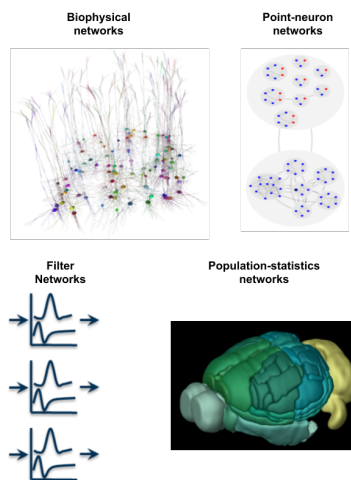 Biophysical
networks
Point-neuron
networks
Filter
Networks
Population-statistics
networks